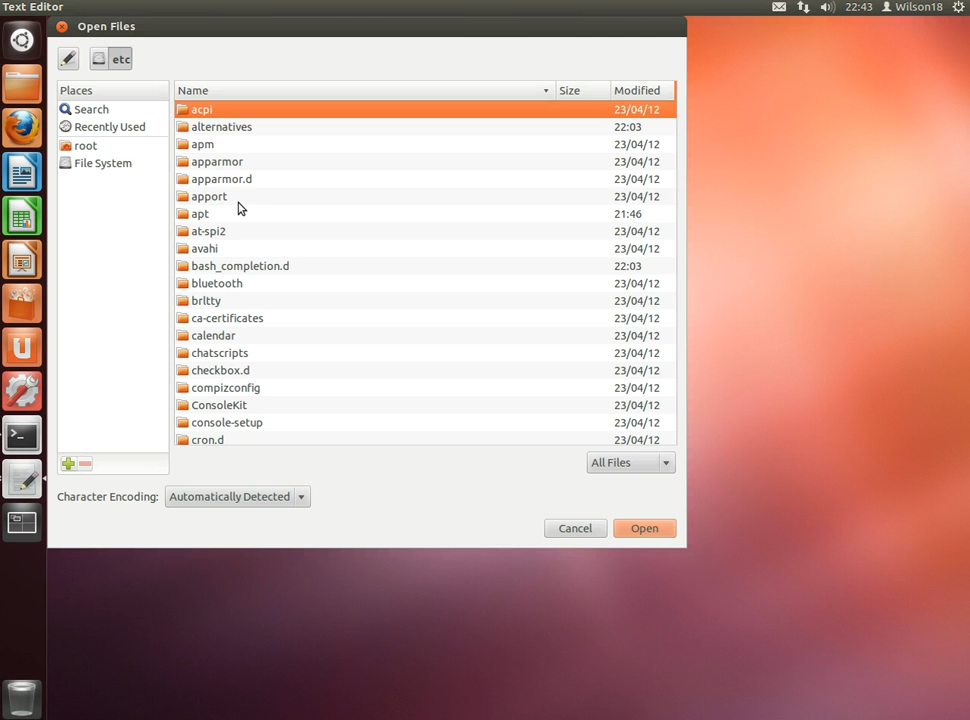 Text Editor
22:43
Wilson18
Open Files
etc
Places
Name
Size
Modified
Search
Recently Used
root
File System
acpi 23/04/12
alternatives 22:03
apm 23/04/12
apparmor 23/04/12
apparmor.d 23/04/12
apport 23/04/12
apt 21:46
at-spi2 23/04/12
avahi 23/04/12
bash_completion.d 22:03
bluetooth 23/04/12
brltty 23/04/12
ca-certificates 23/04/12
calendar 23/04/12
chatscripts 23/04/12
checkbox.d 23/04/12
compizconfig 23/04/12
ConsoleKit 23/04/12
console-setup 23/04/12
cron.d 23/04/12
All Files
Character Encoding: Automatically Detected
Cancel
Open